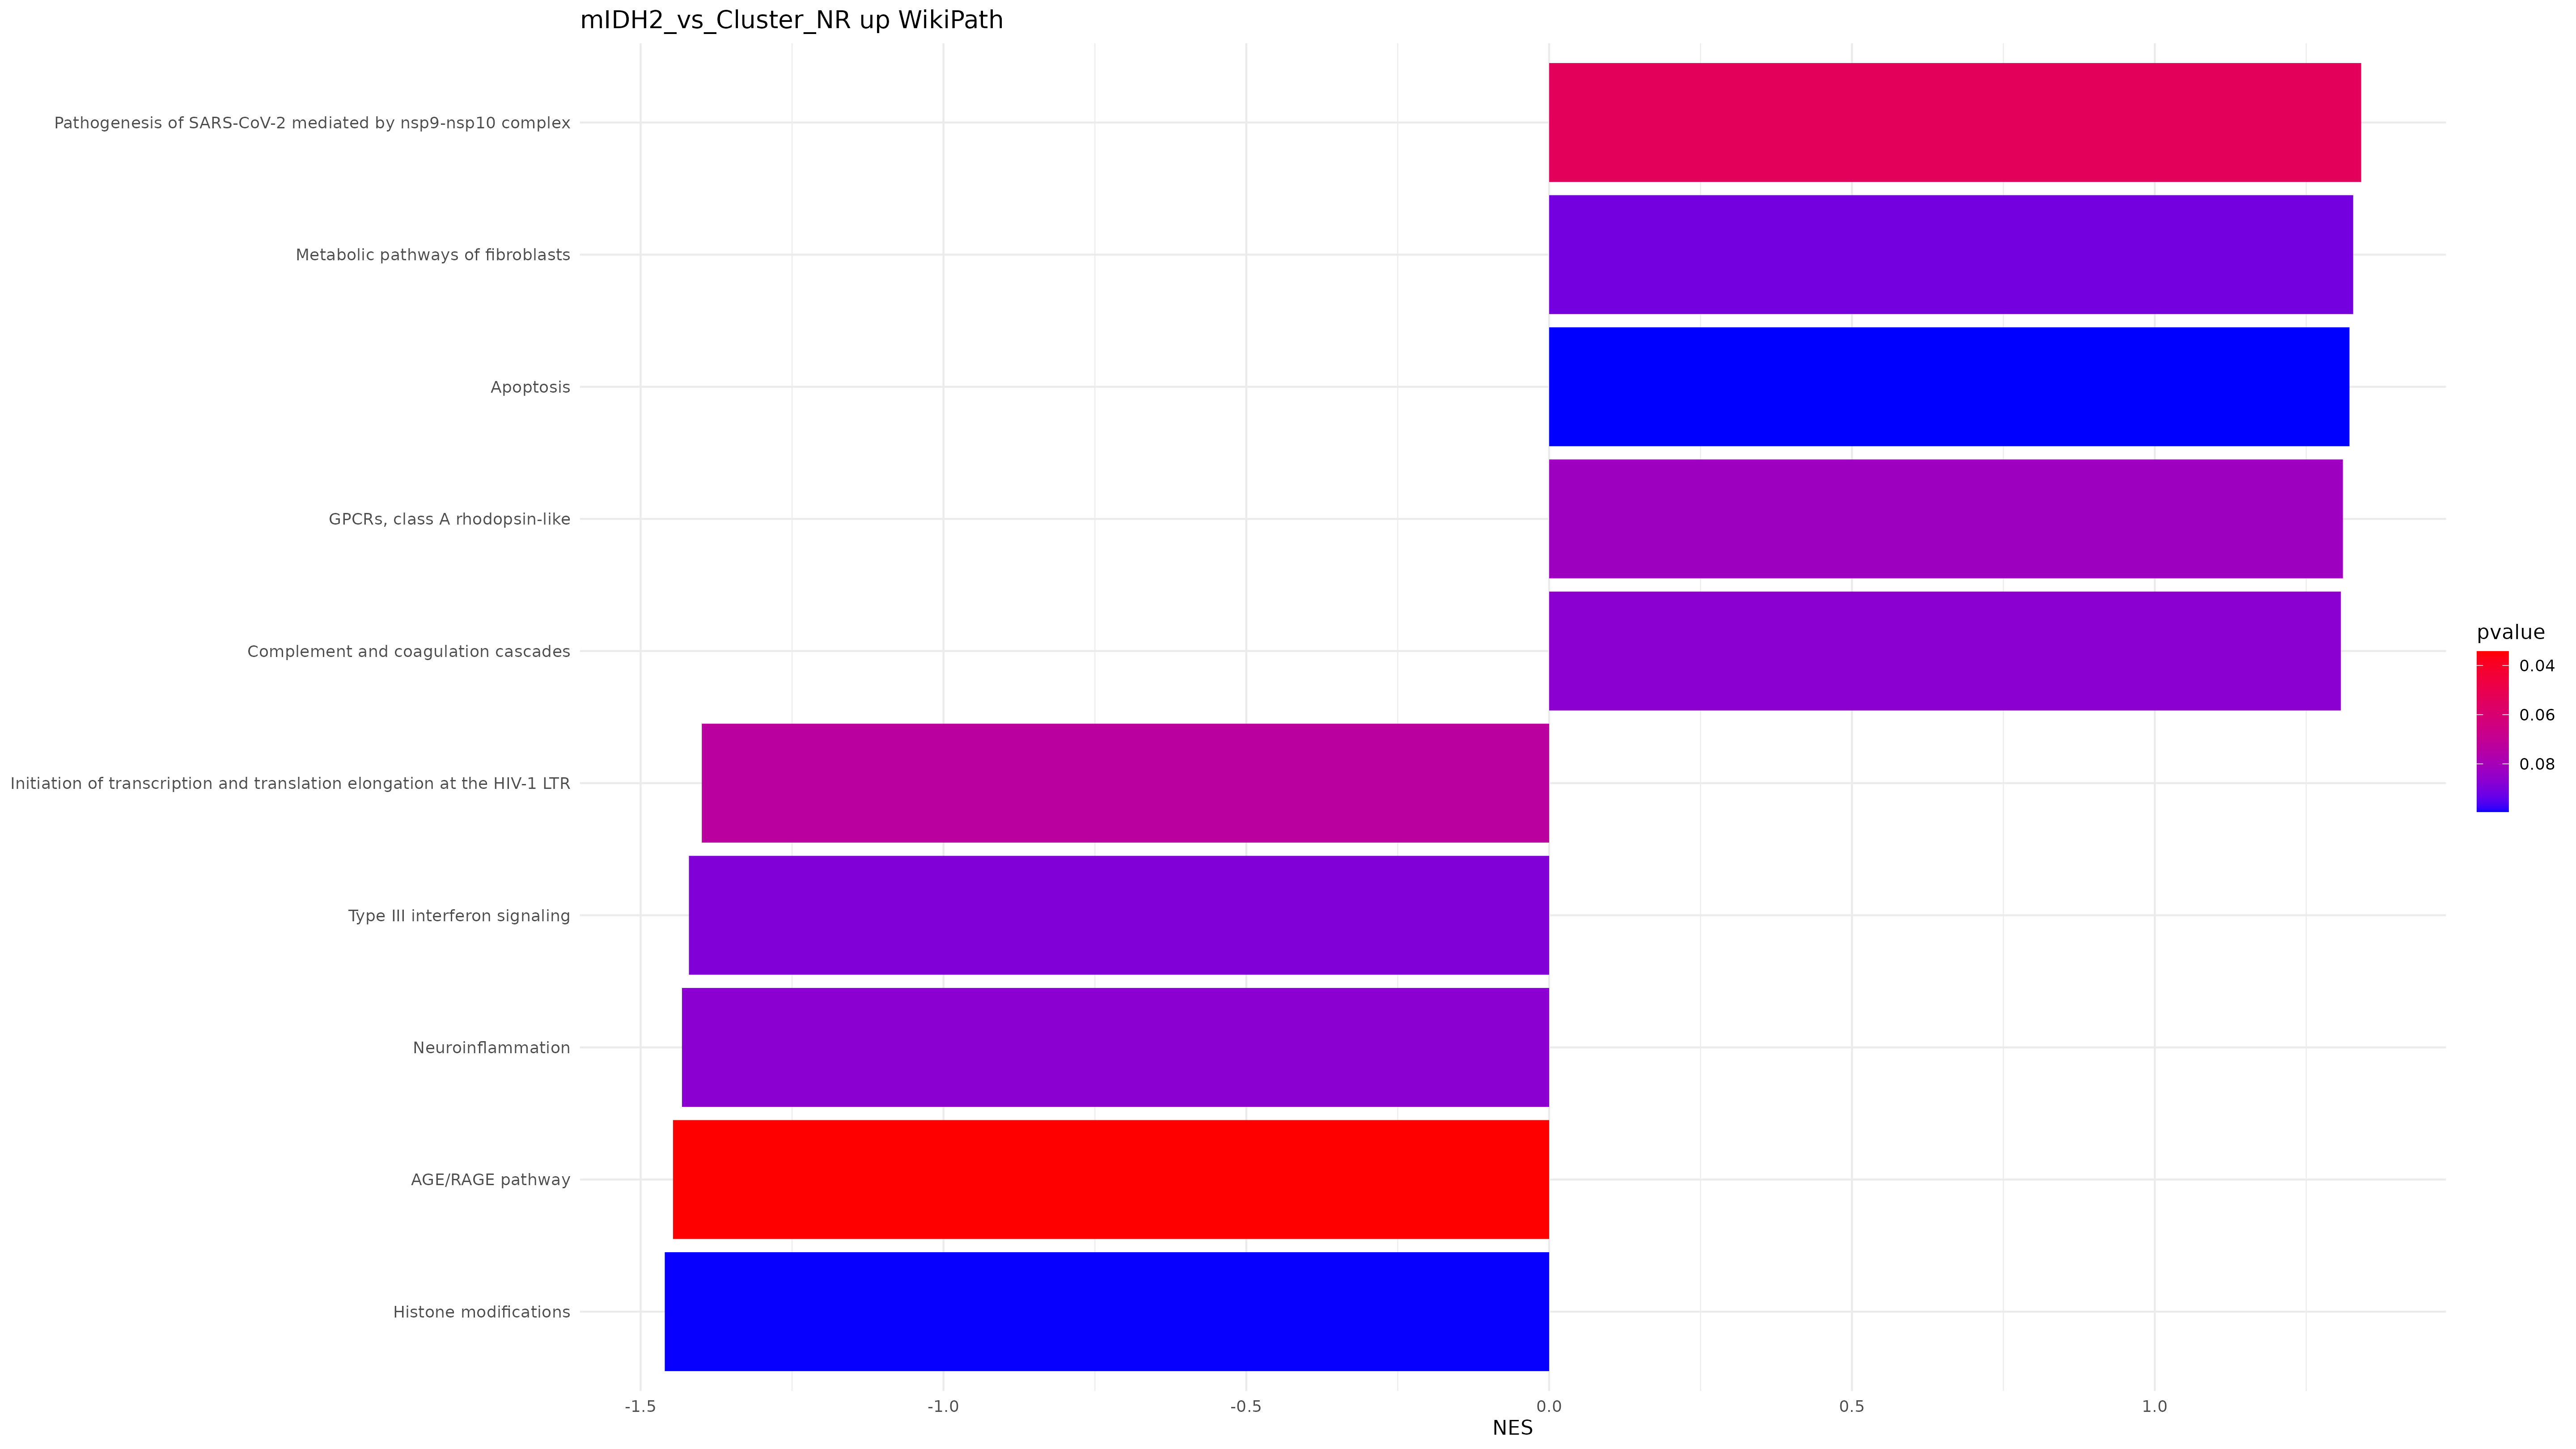 mIDH2_vs_Cluster_NR up WikiPath
Pathogenesis of SARS-CoV-2 mediated by nsp9-nsp10 complex
Metabolic pathways of fibroblasts
Apoptosis
GPCRs, class A rhodopsin-like
Complement and coagulation cascades
Initiation of transcription and translation elongation at the HIV-1 LTR
Type III interferon signaling
Neuroinflammation
AGE/RAGE pathway
Histone modifications
-1.5 -1.0 -0.5 0.0 0.5 1.0
NES
pvalue
0.04
0.06
0.08